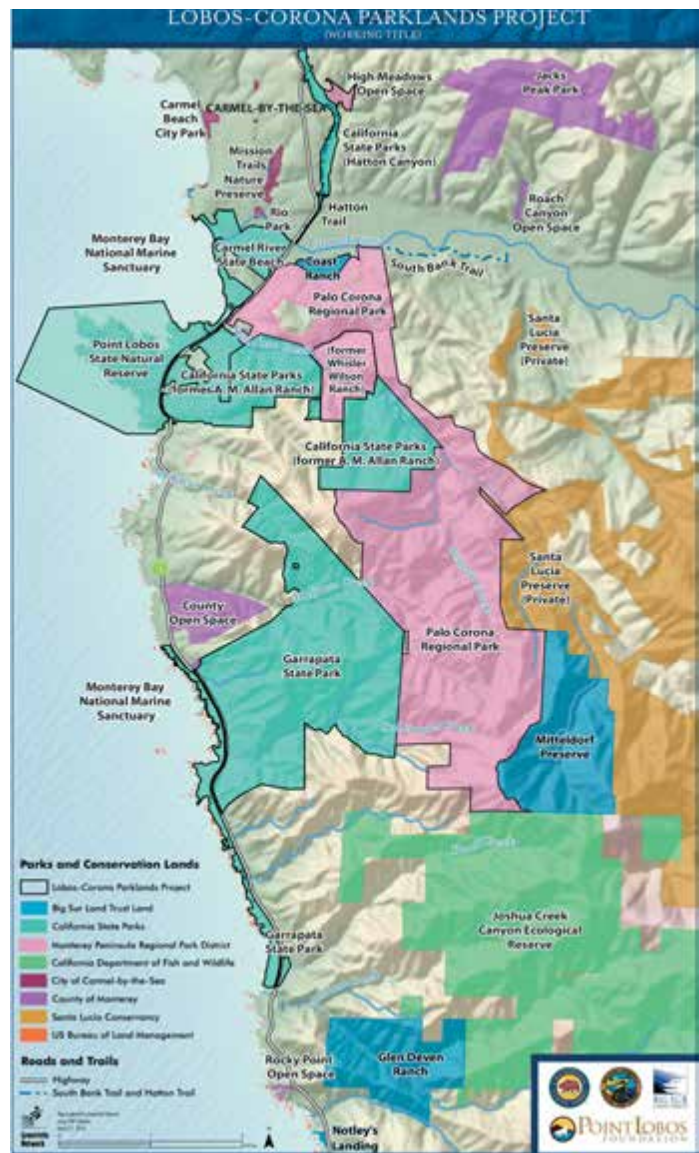 LOBOS-CORONA PARKLANDS PROJECT
(WORKING TITLE)
High Meadows
Open Space
Jacks
Peak Park
Carmel
Beach
City Park
CARMEL-BY-THE-SEA
California
State Parks
(Hatton Canyon)
Mission
Trails
Nature
Preserve
Roach
Canyon
Open Space
Rio
Park
Hatton
Trail
Monterey Bay
National Marine
Sanctuary
Carmel River
State Beach
Coast
Ranch
South Bank Trail
Palo Corona
Regional Park
Santa
Lucia
Preserve
(Private)
Point Lobos
State Natural
Reserve
California State Parks
(former A. M. Allan Ranch)
(former
Whisler
Wilson
Ranch)
California State Parks
(former A. M. Allan Ranch)
Santa
Lucia
Preserve
(Private)
County
Open Space
Palo Corona
Regional Park
Garrapata
State Park
Monterey Bay
National Marine
Sanctuary
Mitteldorf
Preserve
Joshua Creek
Canyon Ecological
Reserve
Garrapata
State Park
Rocky Point
Open Space
Glen Deven
Ranch
Notley's
Landing
Parks and Conservation Lands
Lobos-Corona Parklands Project
Big Sur Land Trust Land
California State Parks
Monterey Peninsula Regional Park District
California Department of Fish and Wildlife
City of Carmel-by-the-Sea
County of Monterey
Santa Lucia Conservancy
US Bureau of Land Management
Roads and Trails
Highway
South Bank Trail and Hatton Trail
BIG SUR
POINT LOBOS
FOUNDATION